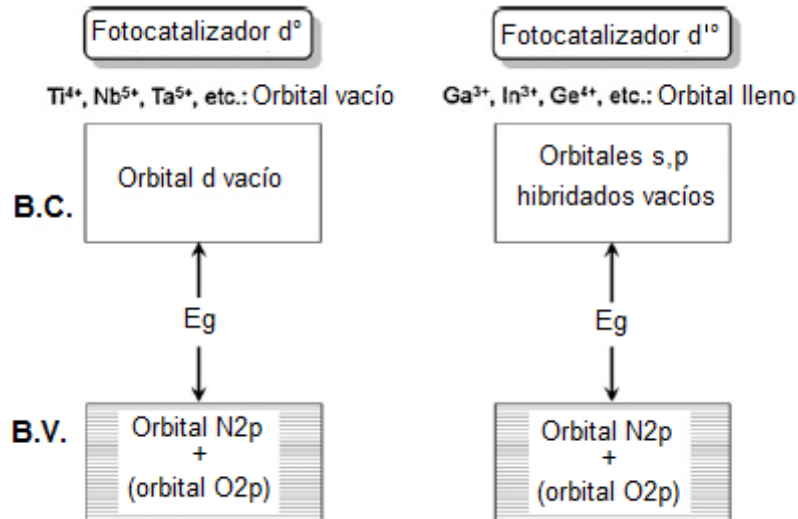 Fotocatalizador d°
Fotocatalizador d'°
Ti⁴⁺, Nb⁵⁺, Ta⁵⁺, etc.: Orbital vacío
Ga³⁺, In³⁺, Ge⁴⁺, etc.: Orbital lleno
B.C.
Orbital d vacío
Orbitales s,p
hibridados vacíos
Eg
Eg
B.V.
Orbital N2p
+
(orbital O2p)
Orbital N2p
+
(orbital O2p)